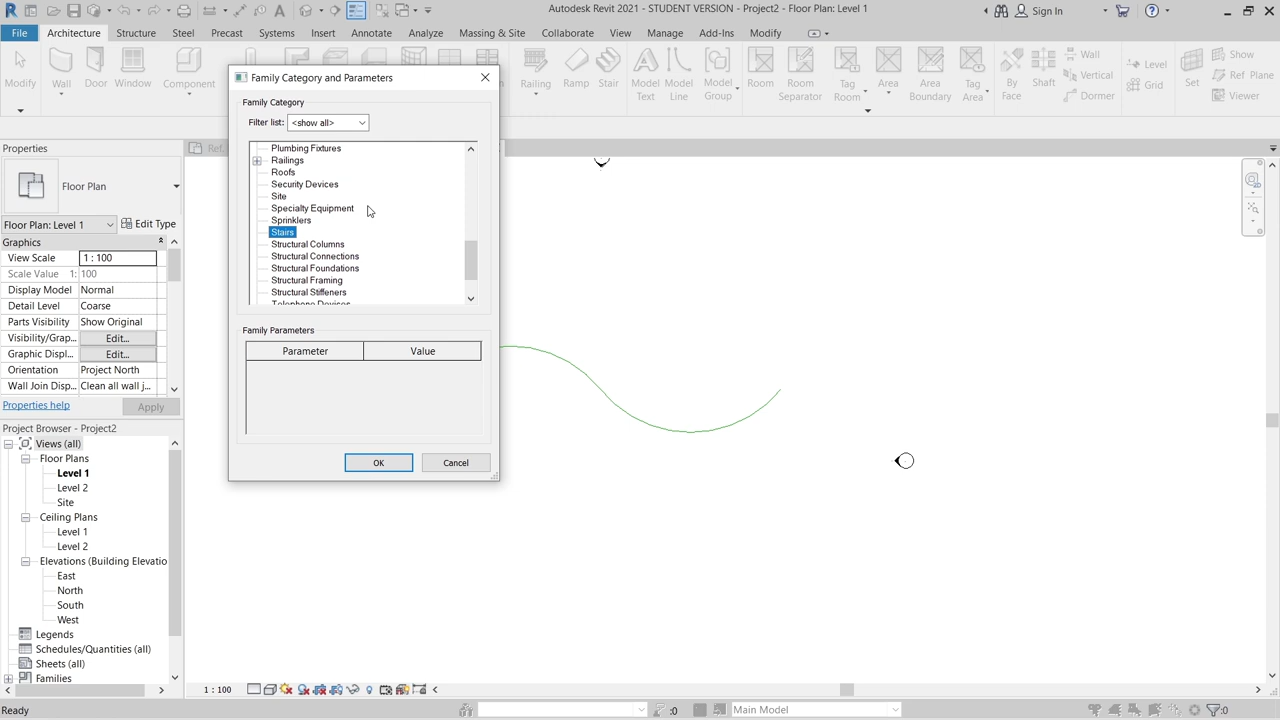 Autodesk Revit 2021 - STUDENT VERSION - Project2 - Floor Plan: Level 1
Sign In
File Architecture Structure Steel Precast Systems Insert Annotate Analyze Massing & Site Collaborate View Manage Add-Ins Modify
Modify
Wall
Door
Window
Component
Railing
Ramp
Stair
Model Text
Model Line
Model Group
Room
Room Separator
Tag Room
Area
Area Boundary
Tag Area
By Face
Shaft
Wall
Vertical
Dormer
Level
Grid
Set
Show
Ref Plane
Viewer
Family Category and Parameters
Family Category
Filter list: <show all>
Plumbing Fixtures
Railings
Roofs
Security Devices
Site
Specialty Equipment
Sprinklers
Stairs
Structural Columns
Structural Connections
Structural Foundations
Structural Framing
Structural Stiffeners
Telephone Devices
Family Parameters
Parameter Value
OK Cancel
Properties
Ref.
Floor Plan
Floor Plan: Level 1 Edit Type
Graphics
View Scale 1 : 100
Scale Value 1: 100
Display Model Normal
Detail Level Coarse
Parts Visibility Show Original
Visibility/Grap... Edit...
Graphic Displ... Edit...
Orientation Project North
Wall Join Disp... Clean all wall j...
Properties help Apply
Project Browser - Project2
Views (all)
Floor Plans
Level 1
Level 2
Site
Ceiling Plans
Level 1
Level 2
Elevations (Building Elevatio
East
North
South
West
Legends
Schedules/Quantities (all)
Sheets (all)
Families
1 : 100
Ready
:0
Main Model
:0